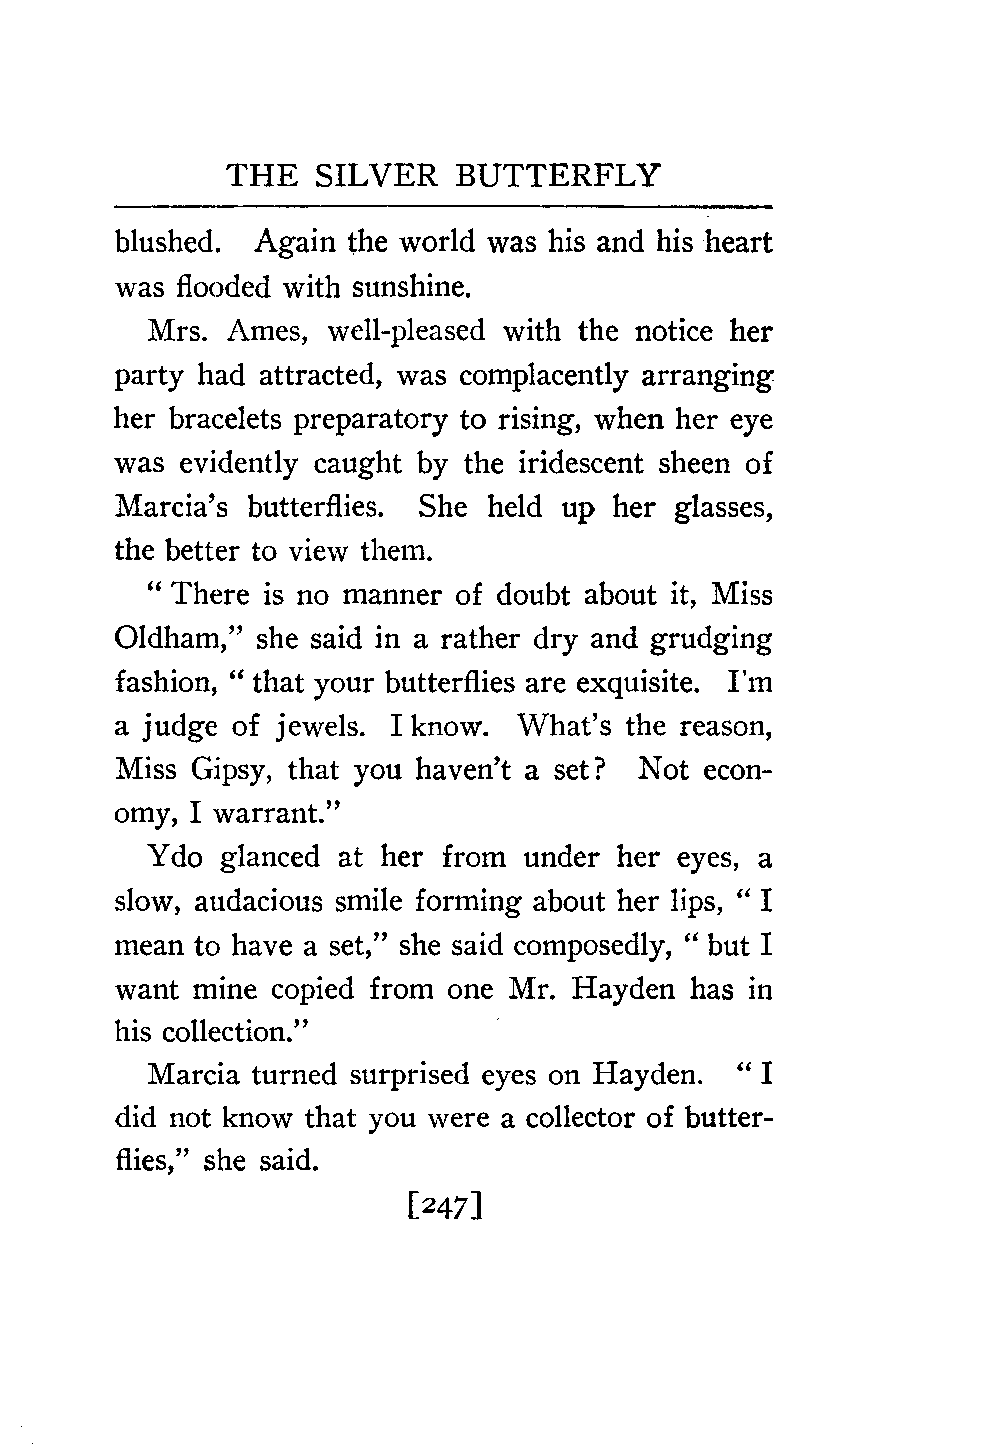 THE SILVER BUTTERFLY
blushed. Again the world was his and his heart
was flooded with sunshine.
Mrs. Ames, well-pleased with the notice her
party had attracted, was complacently arranging
her bracelets preparatory to rising, when her eye
was evidently caught by the iridescent sheen of
Marcia's butterflies. She held up her glasses,
the better to view them.
" There is no manner of doubt about it, Miss
Oldham," she said in a rather dry and grudging
fashion, " that your butterflies are exquisite. I'm
a judge of jewels. I know. What's the reason,
Miss Gipsy, that you haven't a set? Not econ-
omy, I warrant."
Ydo glanced at her from under her eyes, a
slow, audacious smile forming about her lips, " I
mean to have a set," she said composedly, " but I
want mine copied from one Mr. Hayden has in
his collection."
Marcia turned surprised eyes on Hayden. " I
did not know that you were a collector of butter-
flies," she said.
[247]